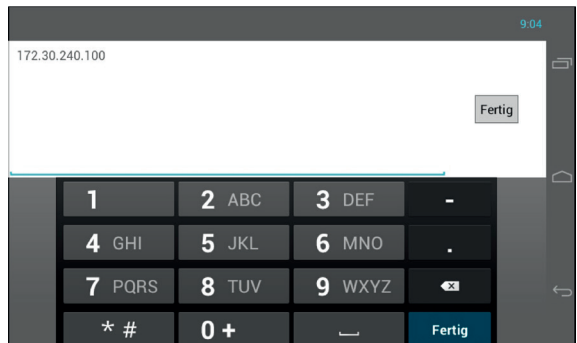 9:04
172.30.240.100
Fertig
1 2 ABC 3 DEF -
4 GHI 5 JKL 6 MNO .
7 PQRS 8 TUV 9 WXYZ
* # 0 + Fertig